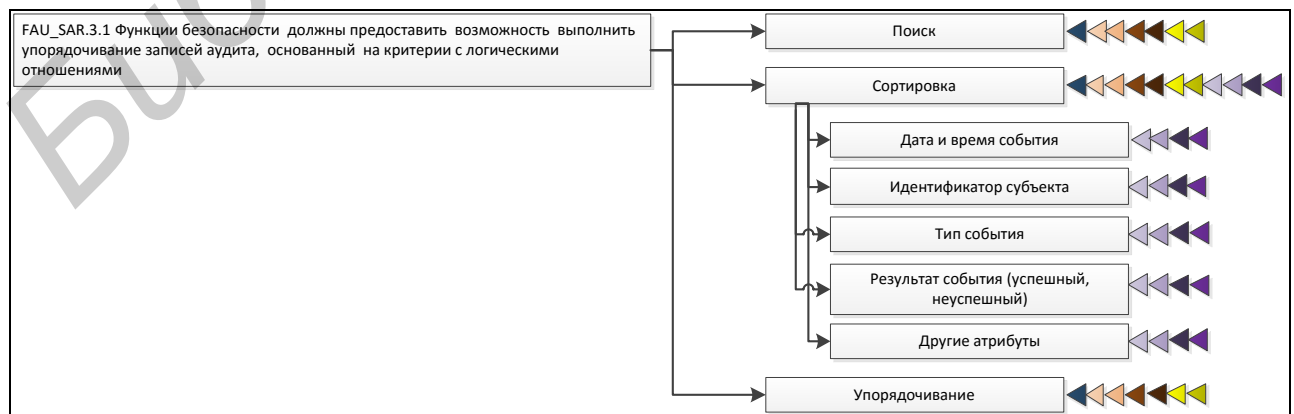 FAU_SAR.3.1 Функции безопасности должны предоставить возможность выполнить
упорядочивание записей аудита, основанный на критерии с логическими
отношениями
Поиск
Сортировка
Дата и время события
Идентификатор субъекта
Тип события
Результат события (успешный,
неуспешный)
Другие атрибуты
Упорядочивание